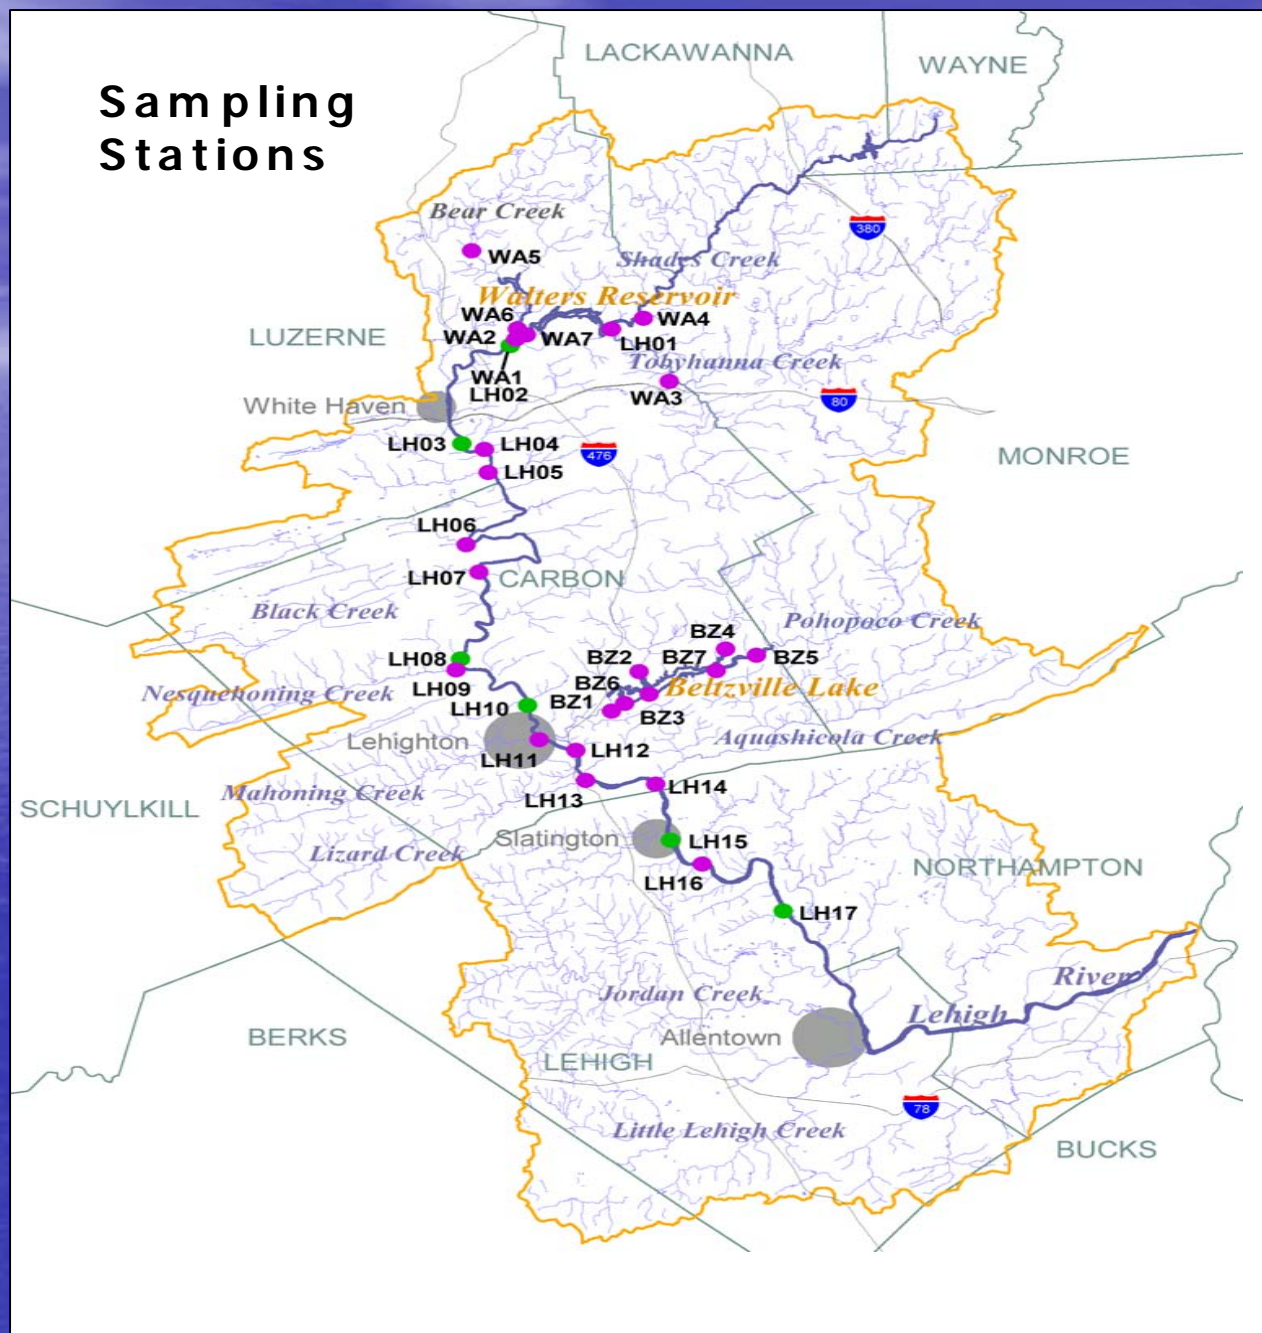 LACKAWANNA
WAYNE
Sampling
Stations
Bear Creek
380
WA5
Shades Creek
Walters Reservoir
WA6
WA4
LUZERNE
WA2
WA7
LH01
Tobyhanna Creek
WA1
LH02
WA3
White Haven
80
LH03
LH04
476
MONROE
LH05
LH06
LH07
CARBON
Black Creek
Pohopoco Creek
BZ4
LH08
BZ2
BZ7
BZ5
BZ6
Beltzville Lake
Nesquehoning Creek
LH09
LH10
BZ1
BZ3
Lehighton
Aquashicola Creek
LH11
LH12
LH13
LH14
Mahoning Creek
SCHUYLKILL
Slatington
LH15
Lizard Creek
NORTHAMPTON
LH16
LH17
River
Jordan Creek
Lehigh
BERKS
Allentown
LEHIGH
78
Little Lehigh Creek
BUCKS